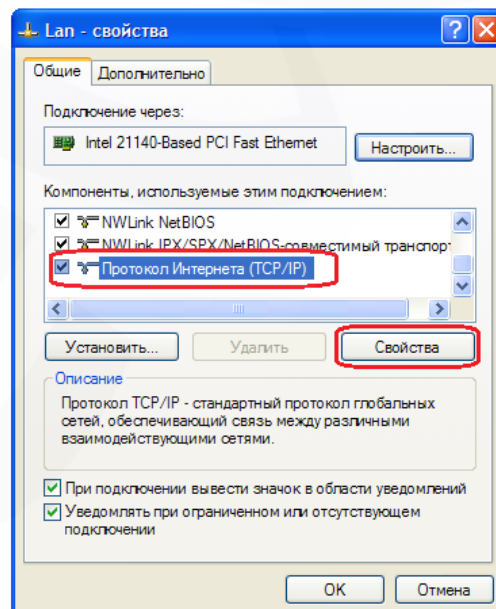 Lan - свойства
Общие
Дополнительно
Подключение через:
Intel 21140-Based PCI Fast Ethernet
Настроить...
Компоненты, используемые этим подключением:
NWLink NetBIOS
NWLink IPX/SPX/NetBIOS-совместимый транспорт
Протокол Интернета (TCP/IP)
Установить...
Удалить
Свойства
Описание
Протокол TCP/IP - стандартный протокол глобальных
сетей, обеспечивающий связь между различными
взаимодействующими сетями.
При подключении вывести значок в области уведомлений
Уведомлять при ограниченном или отсутствующем
подключении
OK
Отмена